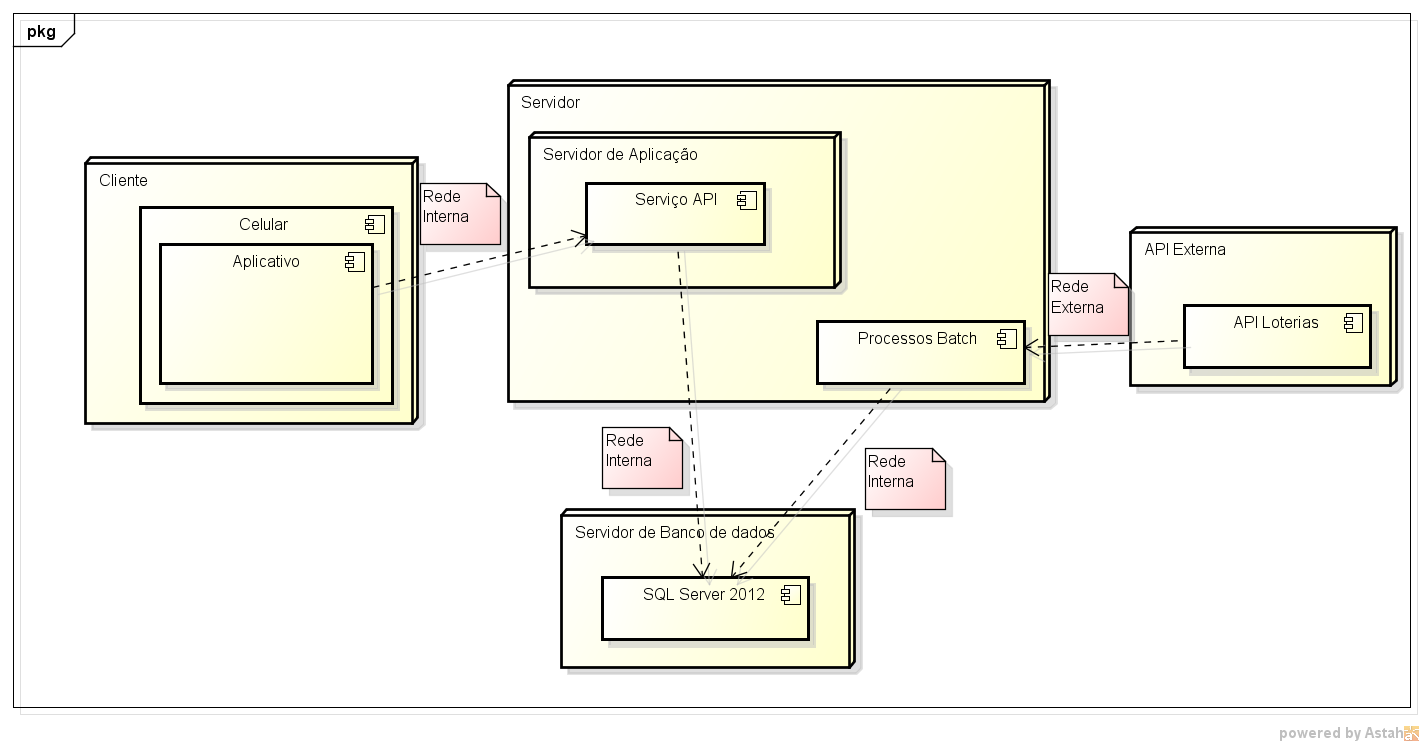 pkg
Servidor
Servidor de Aplicação
Serviço API
Cliente
Celular
Aplicativo
Rede
Interna
API Externa
API Loterias
Rede
Externa
Processos Batch
Rede
Interna
Rede
Interna
Servidor de Banco de dados
SQL Server 2012
powered by Astah